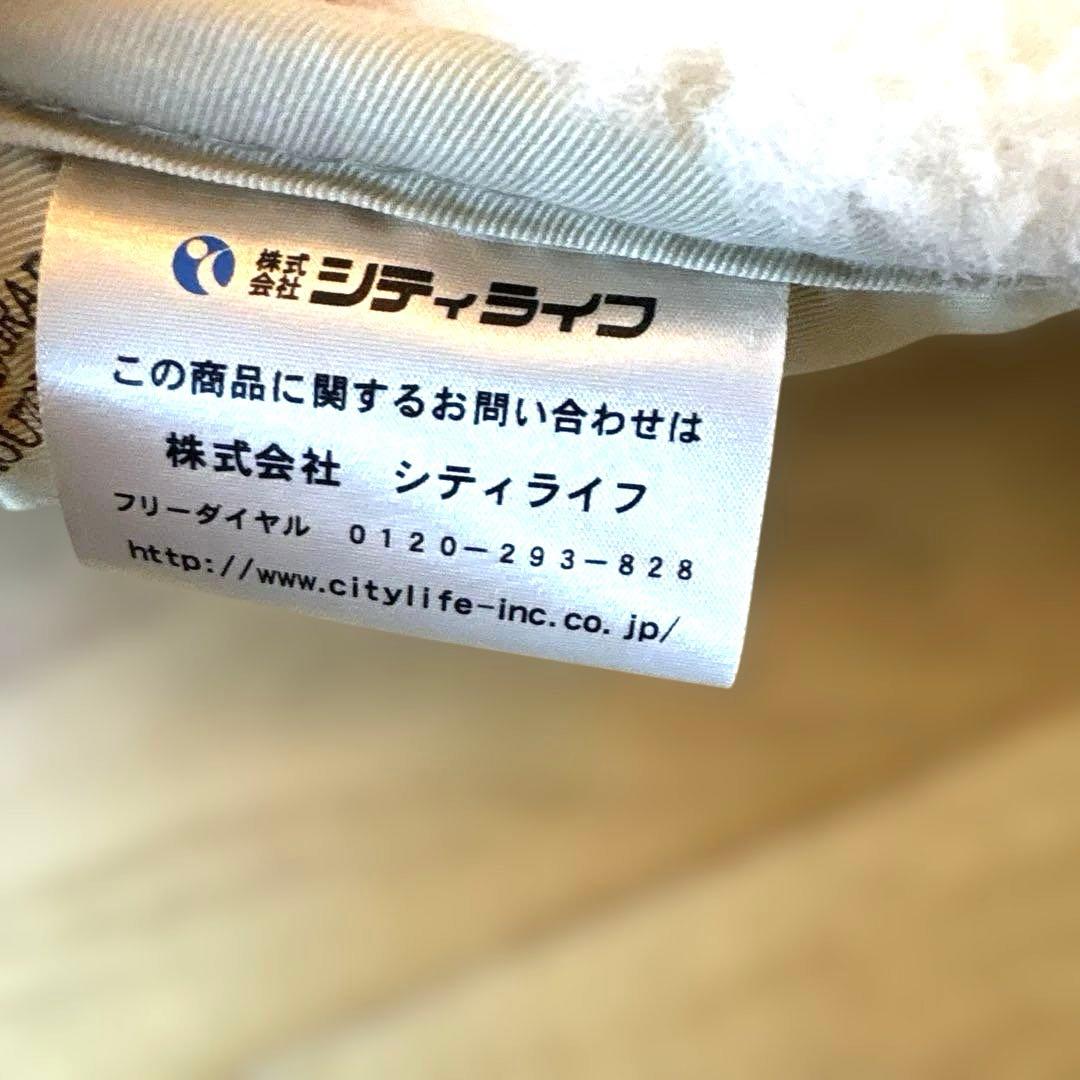 株式会社シティライフ
この商品に関するお問い合わせは
株式会社　シティライフ
フリーダイヤル　０１２０－２９３－８２８
http://www.citylife-inc.co.jp/